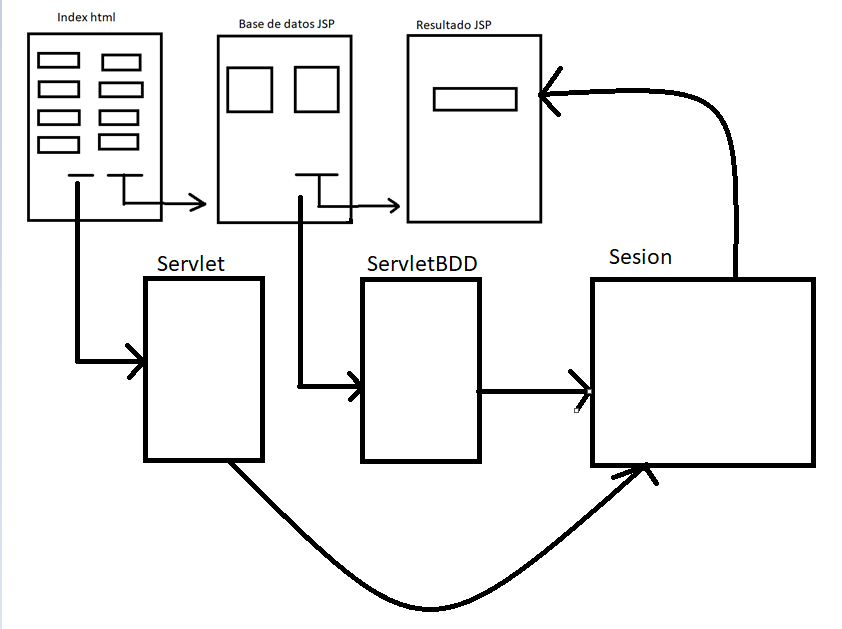 Index html
Base de datos JSP
Resultado JSP
Servlet
ServletBDD
Sesion